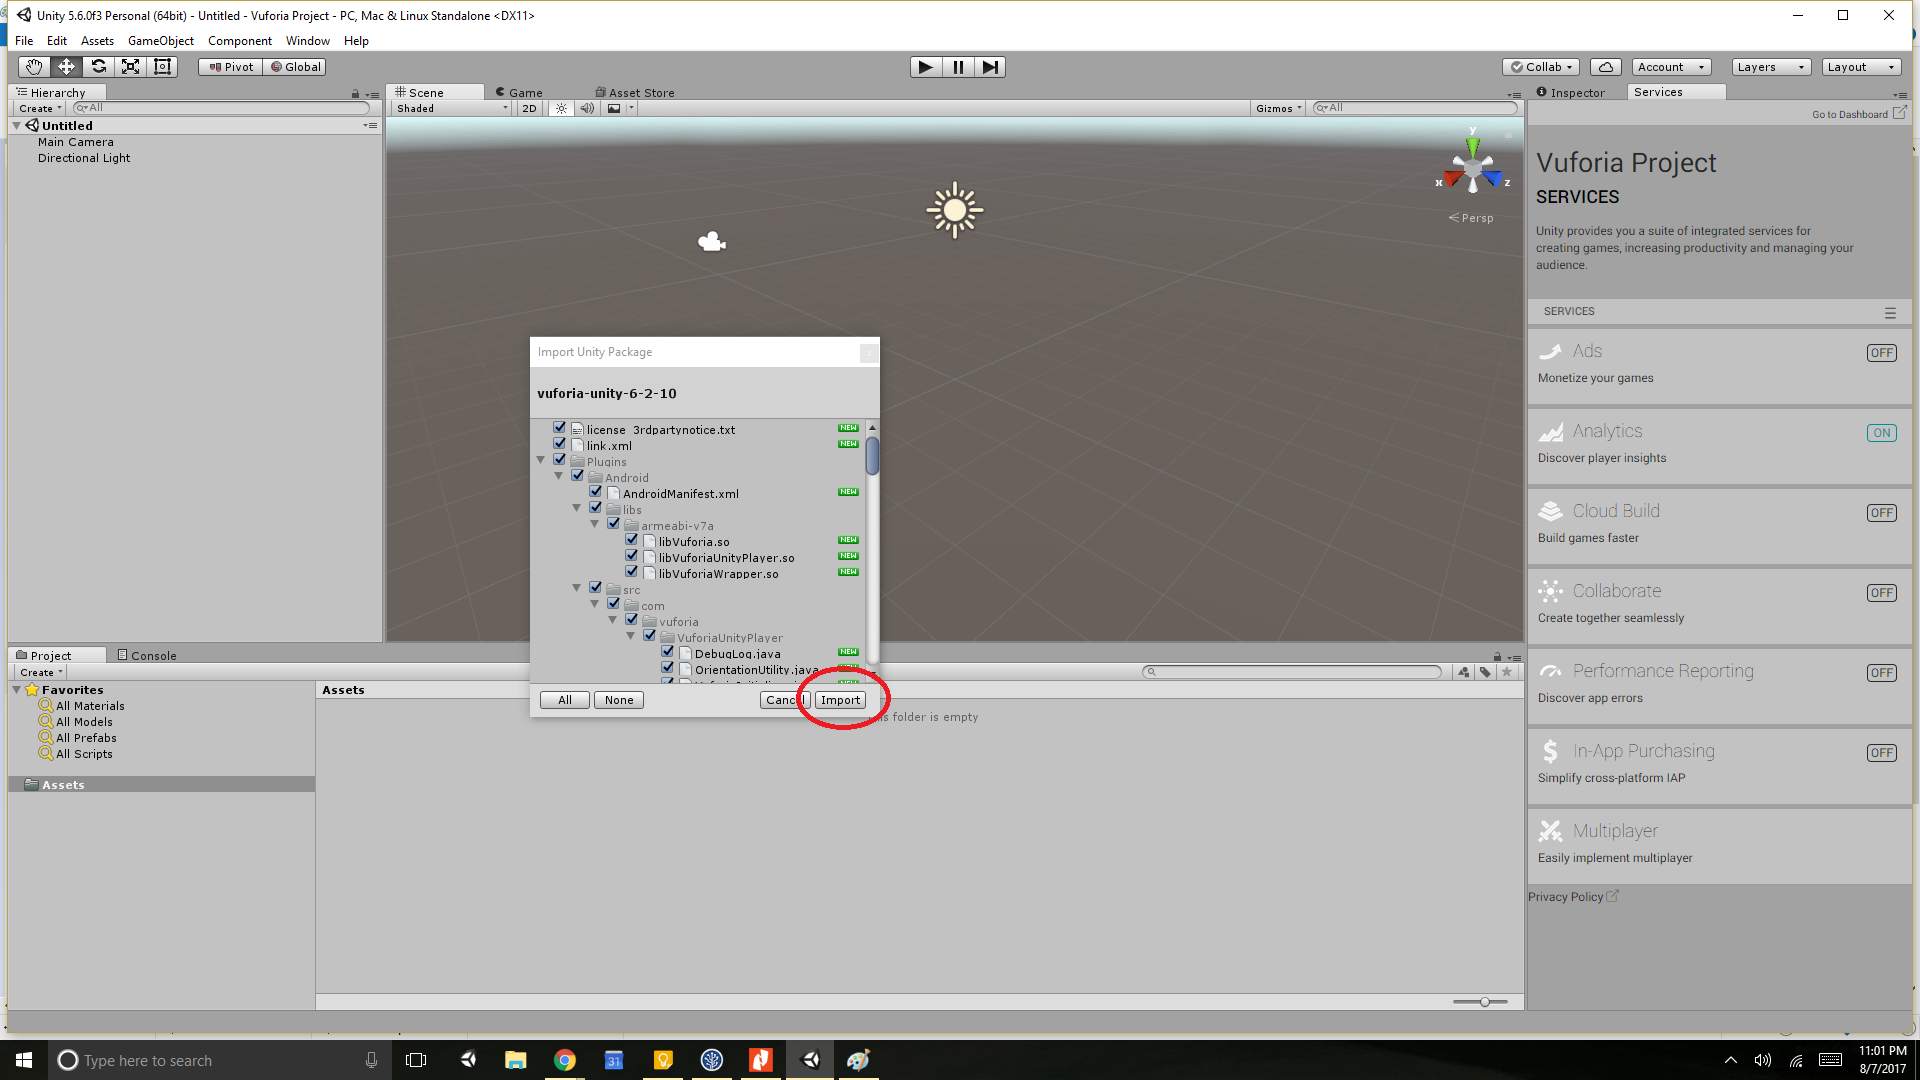 Unity 5.6.0f3 Personal (64bit) - Untitled - Vuforia Project - PC, Mac & Linux Standalone <DX11>
File Edit Assets GameObject Component Window Help
Pivot Global Collab Account Layers Layout
Hierarchy
Create All
Untitled
Main Camera
Directional Light
Scene Game Asset Store
Shaded 2D Gizmos All
y
x z
Persp
Inspector Services
Go to Dashboard
Vuforia Project
SERVICES
Unity provides you a suite of integrated services for
creating games, increasing productivity and managing your
audience.
SERVICES
Ads OFF
Monetize your games
Analytics ON
Discover player insights
Cloud Build OFF
Build games faster
Collaborate OFF
Create together seamlessly
Performance Reporting OFF
Discover app errors
In-App Purchasing OFF
Simplify cross-platform IAP
Multiplayer
Easily implement multiplayer
Privacy Policy
Import Unity Package
vuforia-unity-6-2-10
license_3rdpartynotice.txt NEW
link.xml NEW
Plugins
Android
AndroidManifest.xml NEW
libs
armeabi-v7a
libVuforia.so NEW
libVuforiaUnityPlayer.so NEW
libVuforiaWrapper.so NEW
src
com
vuforia
VuforiaUnityPlayer
DebugLog.java NEW
OrientationUtility.java
All None Cancel Import
Project Console
Create
Favorites
All Materials
All Models
All Prefabs
All Scripts
Assets
Assets
folder is empty
Type here to search
31
11:01 PM
8/7/2017